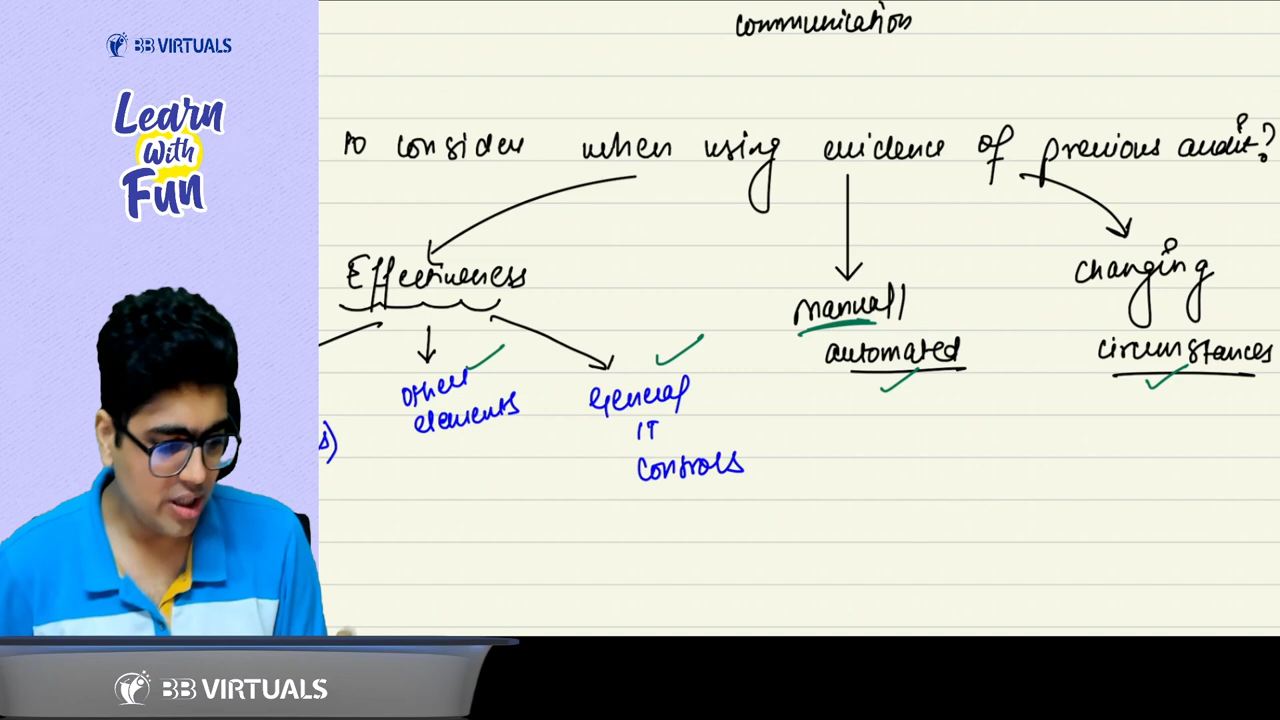 BB VIRTUALS
Learn
With
Fun
communication
to consider when using evidence of previous audit?
Effectiveness
manual/
automated
changing
circumstances
other
elements
General
IT
controls
s)
BB VIRTUALS